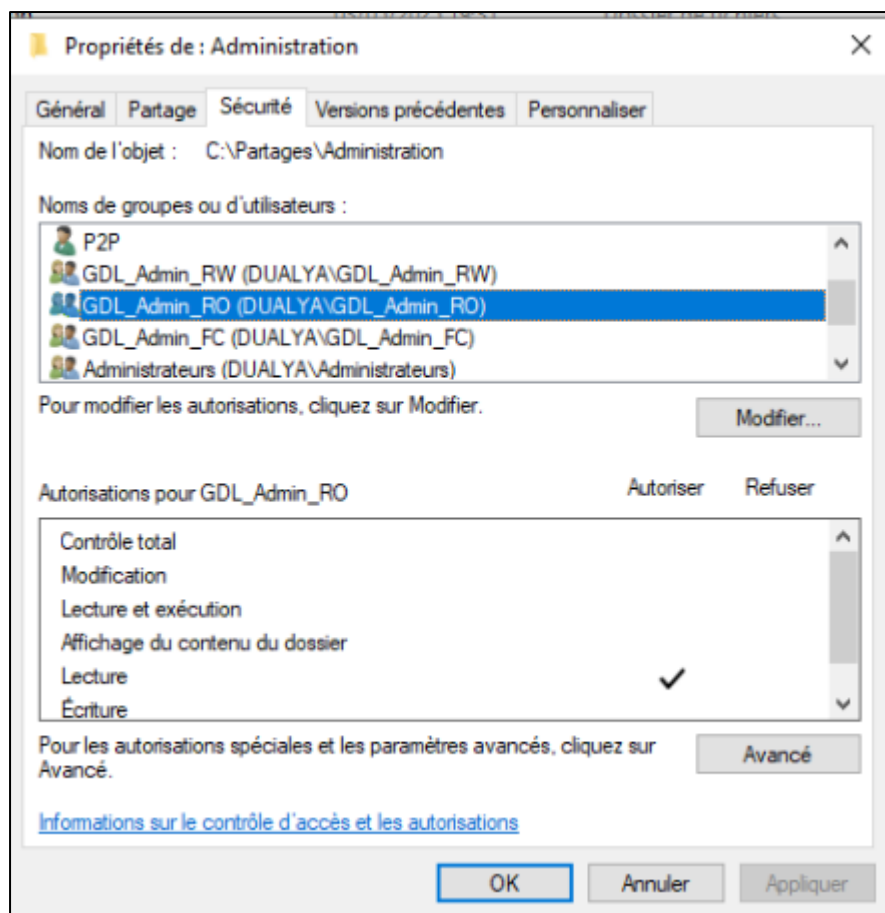 Propriétés de : Administration
Général Partage Sécurité Versions précédentes Personnaliser
Nom de l'objet : C:\Partages\Administration
Noms de groupes ou d'utilisateurs :
P2P
GDL_Admin_RW (DUALYA\GDL_Admin_RW)
GDL_Admin_RO (DUALYA\GDL_Admin_RO)
GDL_Admin_FC (DUALYA\GDL_Admin_FC)
Administrateurs (DUALYA\Administrateurs)
Pour modifier les autorisations, cliquez sur Modifier.
Modifier...
Autorisations pour GDL_Admin_RO Autoriser Refuser
Contrôle total
Modification
Lecture et exécution
Affichage du contenu du dossier
Lecture
Écriture
Pour les autorisations spéciales et les paramètres avancés, cliquez sur
Avancé.
Avancé
Informations sur le contrôle d'accès et les autorisations
OK Annuler Appliquer